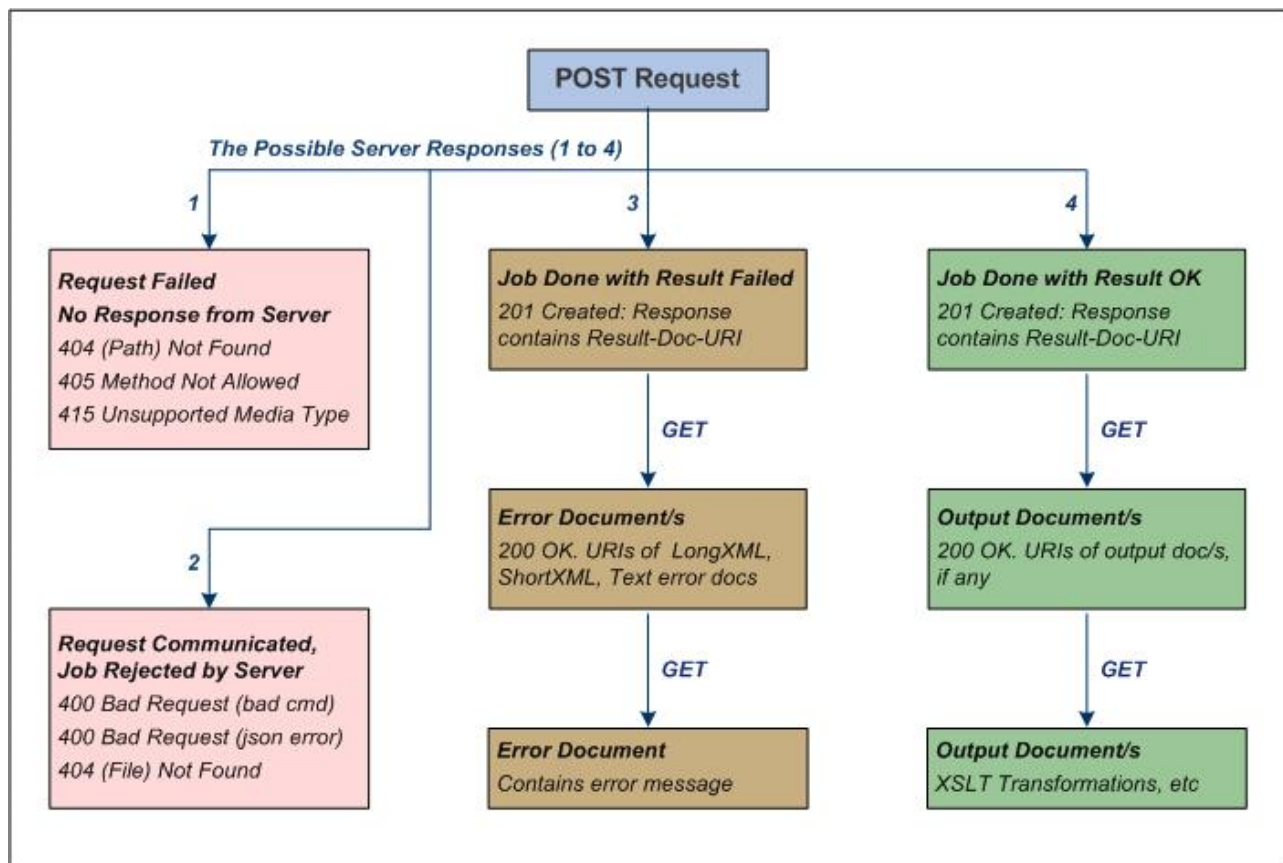 POST Request
The Possible Server Responses (1 to 4)
1
Request Failed
No Response from Server
404 (Path) Not Found
405 Method Not Allowed
415 Unsupported Media Type
2
Request Communicated,
Job Rejected by Server
400 Bad Request (bad cmd)
400 Bad Request (json error)
404 (File) Not Found
3
Job Done with Result Failed
201 Created: Response
contains Result-Doc-URI
GET
Error Document/s
200 OK. URIs of LongXML,
ShortXML, Text error docs
GET
Error Document
Contains error message
4
Job Done with Result OK
201 Created: Response
contains Result-Doc-URI
GET
Output Document/s
200 OK. URIs of output doc/s,
if any
GET
Output Document/s
XSLT Transformations, etc